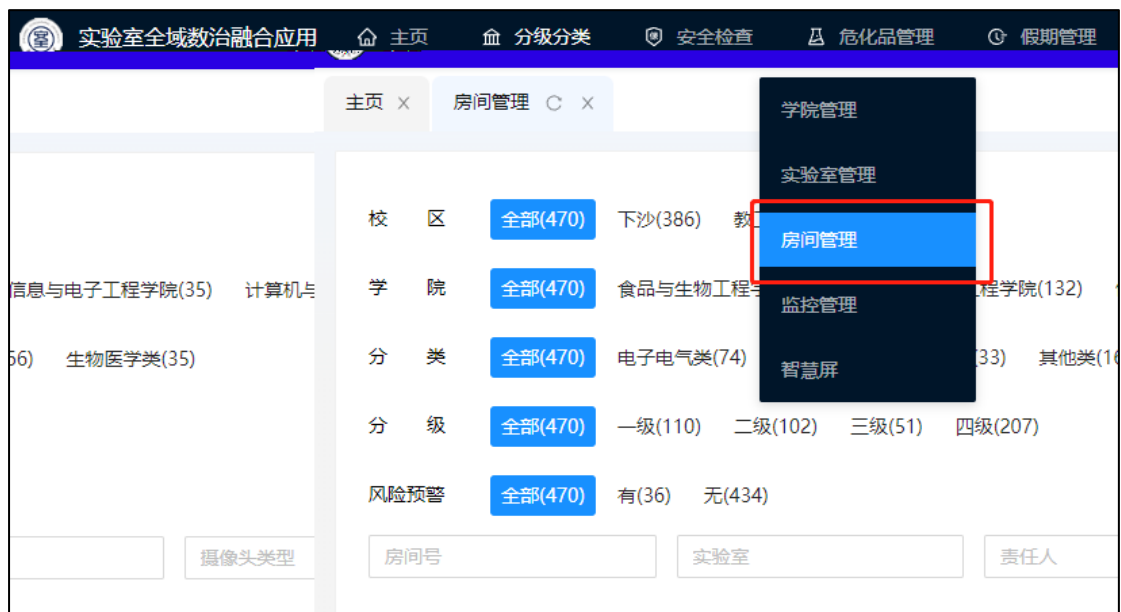 实验室全域数治融合应用 主页 分级分类 安全检查 危化品管理 假期管理
主页 房间管理
学院管理
实验室管理
校 区 全部(470) 下沙(386)
房间管理
信息与电子工程学院(35) 学 院 全部(470) 食品与生物工程 程学院(132)
监控管理
生物医学类(35) 分 类 全部(470) 电子电气类(74) (33) 其他类
智慧屏
分 级 全部(470) 一级(110) 二级(102) 三级(51) 四级(207)
风险预警 全部(470) 有(36) 无(434)
摄像头类型 房间号 实验室 责任人